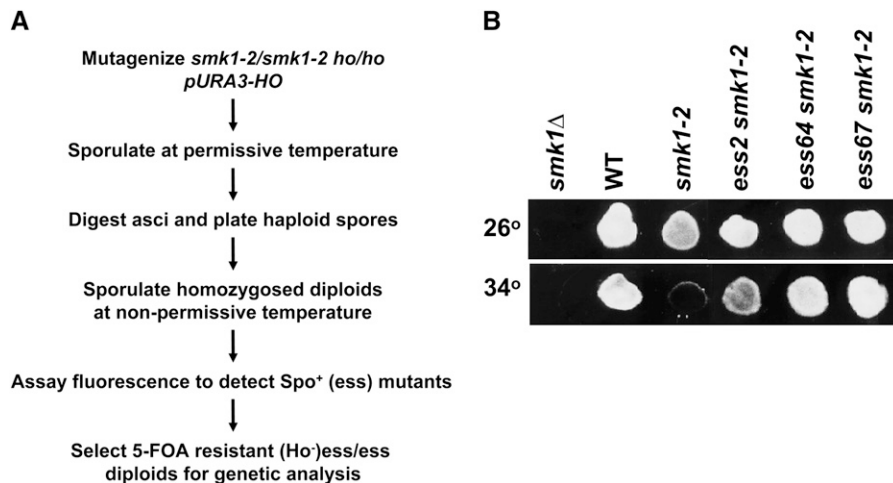 A
Mutagenize smk1-2/smk1-2 ho/ho
pURA3-HO
Sporulate at permissive temperature
Digest asci and plate haploid spores
Sporulate homozygosed diploids
at non-permissive temperature
Assay fluorescence to detect Spo⁺ (ess) mutants
Select 5-FOA resistant (Ho⁻)ess/ess
diploids for genetic analysis
B
smk1Δ
WT
smk1-2
ess2 smk1-2
ess64 smk1-2
ess67 smk1-2
26°
34°